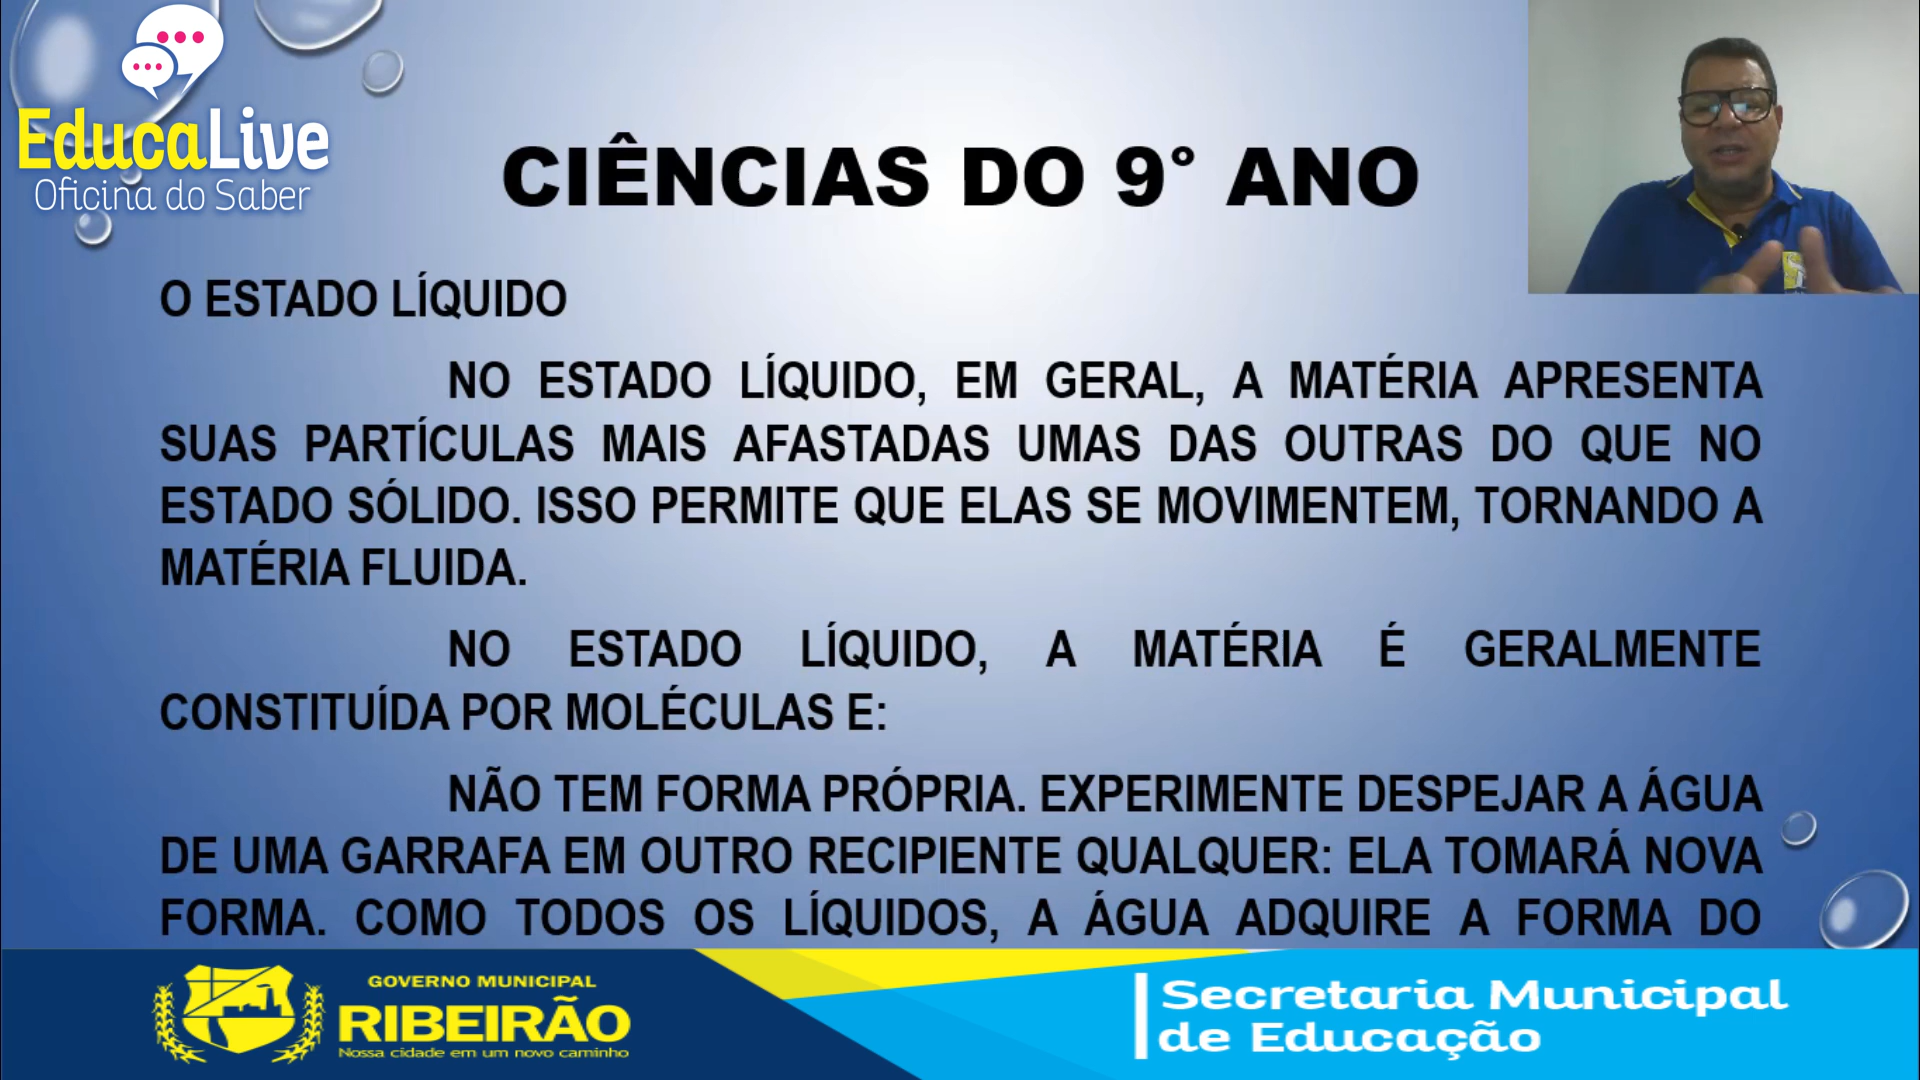 EducaLive
Oficina do Saber
CIÊNCIAS DO 9° ANO
O ESTADO LÍQUIDO
NO ESTADO LÍQUIDO, EM GERAL, A MATÉRIA APRESENTA
SUAS PARTÍCULAS MAIS AFASTADAS UMAS DAS OUTRAS DO QUE NO
ESTADO SÓLIDO. ISSO PERMITE QUE ELAS SE MOVIMENTEM, TORNANDO A
MATÉRIA FLUIDA.
NO ESTADO LÍQUIDO, A MATÉRIA É GERALMENTE
CONSTITUÍDA POR MOLÉCULAS E:
NÃO TEM FORMA PRÓPRIA. EXPERIMENTE DESPEJAR A ÁGUA
DE UMA GARRAFA EM OUTRO RECIPIENTE QUALQUER: ELA TOMARÁ NOVA
FORMA. COMO TODOS OS LÍQUIDOS, A ÁGUA ADQUIRE A FORMA DO
GOVERNO MUNICIPAL
RIBEIRÃO
Nossa cidade em um novo caminho
Secretaria Municipal
de Educação